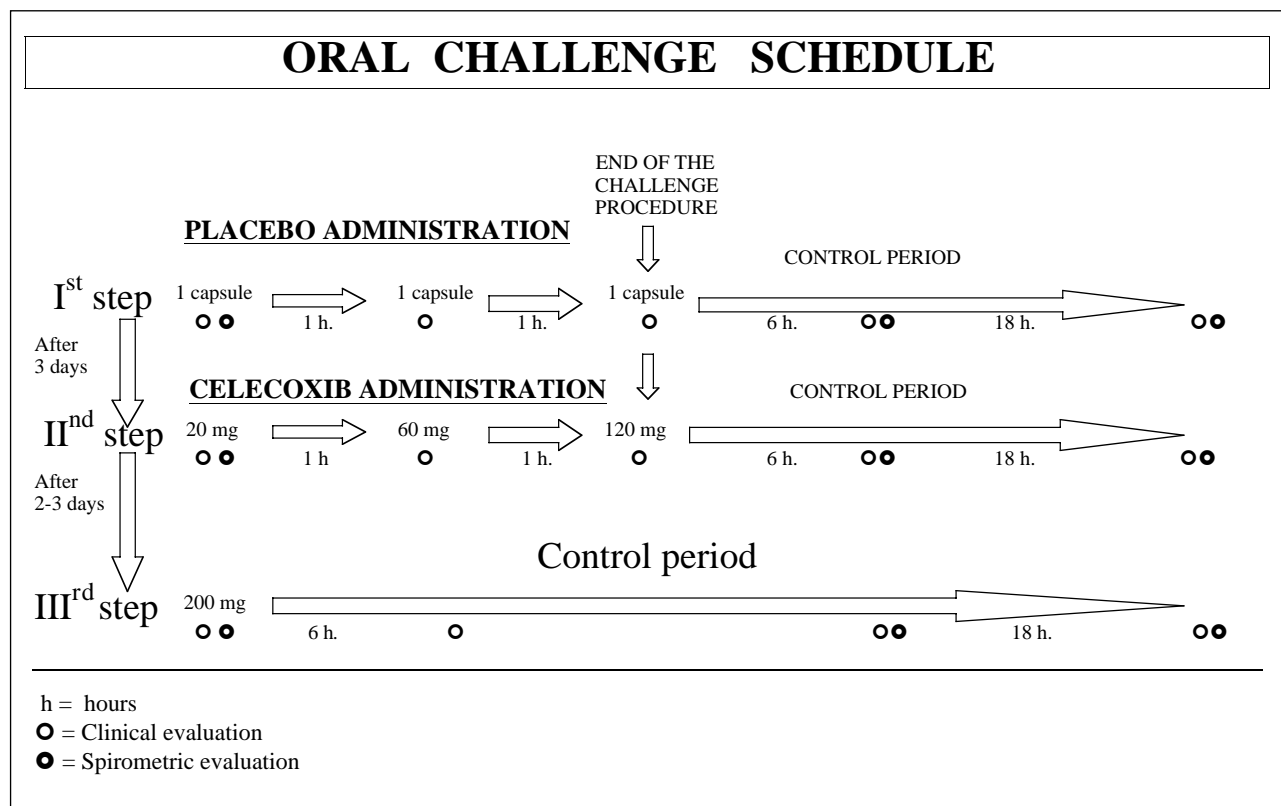 ORAL CHALLENGE SCHEDULE
END OF THE
CHALLENGE
PROCEDURE
PLACEBO ADMINISTRATION
CONTROL PERIOD
Ist step
1 capsule
1 h.
1 capsule
1 h.
1 capsule
6 h.
18 h.
After
3 days
CELECOXIB ADMINISTRATION
CONTROL PERIOD
IInd step
20 mg
1 h
60 mg
1 h.
120 mg
6 h.
18 h.
After
2-3 days
Control period
IIIrd step
200 mg
6 h.
18 h.
h = hours
= Clinical evaluation
= Spirometric evaluation